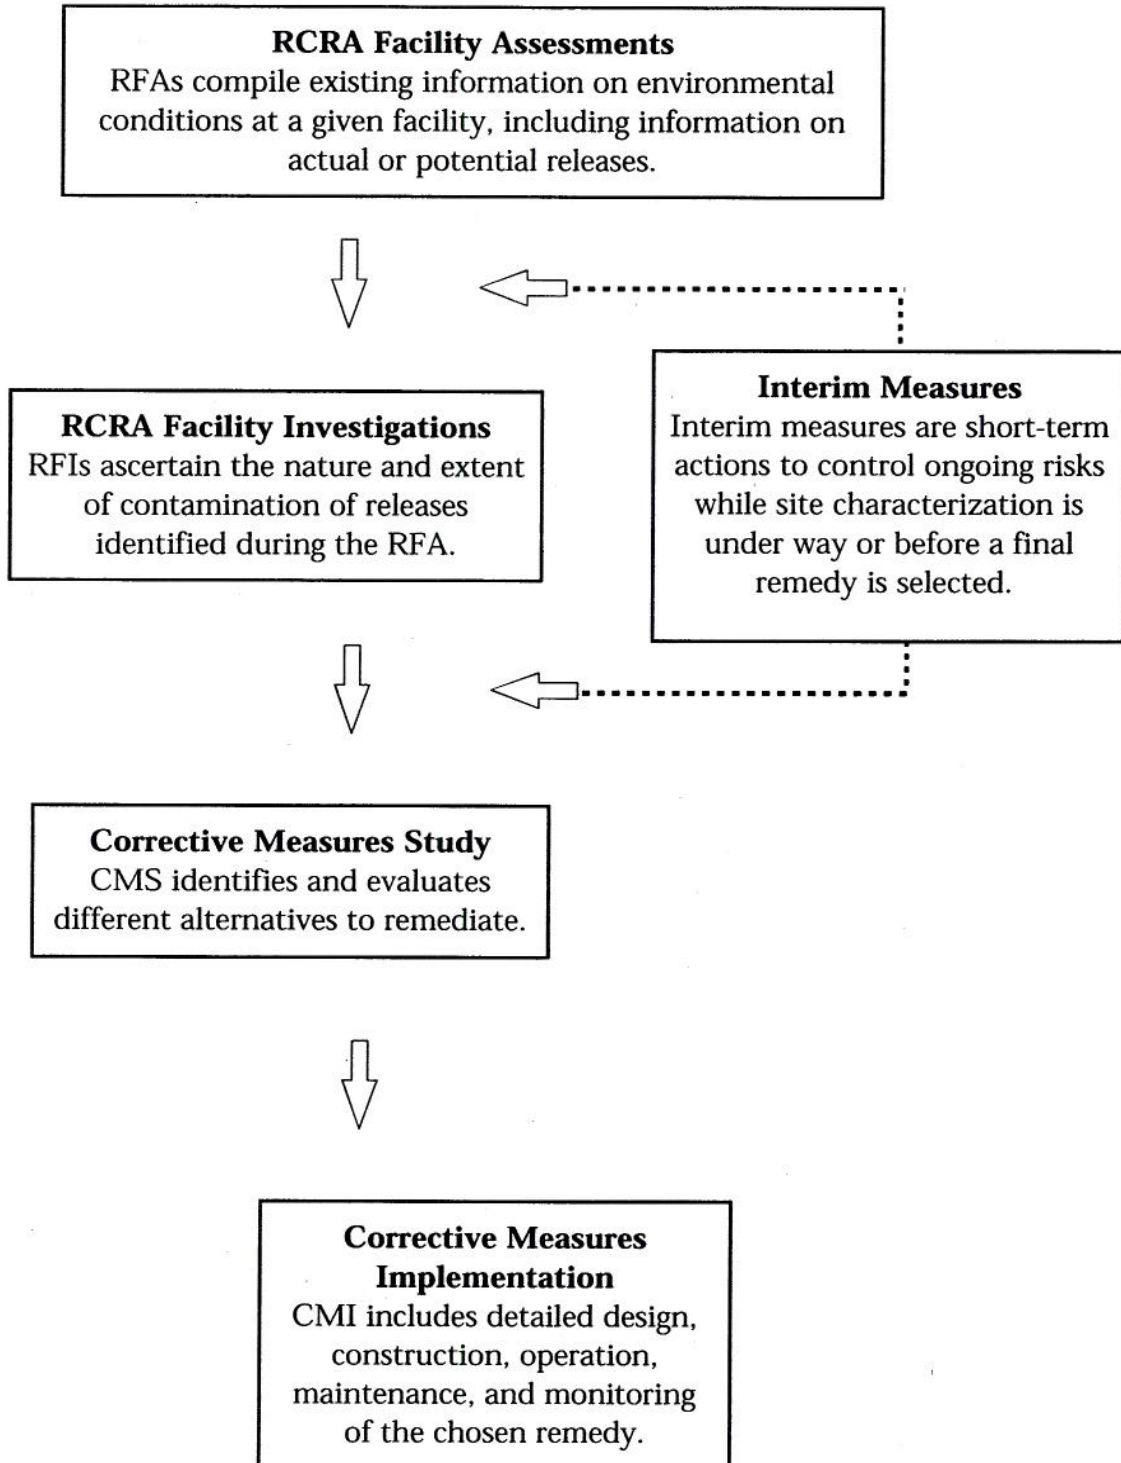 RCRA Facility Assessments
RFAs compile existing information on environmental
conditions at a given facility, including information on
actual or potential releases.
RCRA Facility Investigations
RFIs ascertain the nature and extent
of contamination of releases
identified during the RFA.
Interim Measures
Interim measures are short-term
actions to control ongoing risks
while site characterization is
under way or before a final
remedy is selected.
Corrective Measures Study
CMS identifies and evaluates
different alternatives to remediate.
Corrective Measures
Implementation
CMI includes detailed design,
construction, operation,
maintenance, and monitoring
of the chosen remedy.